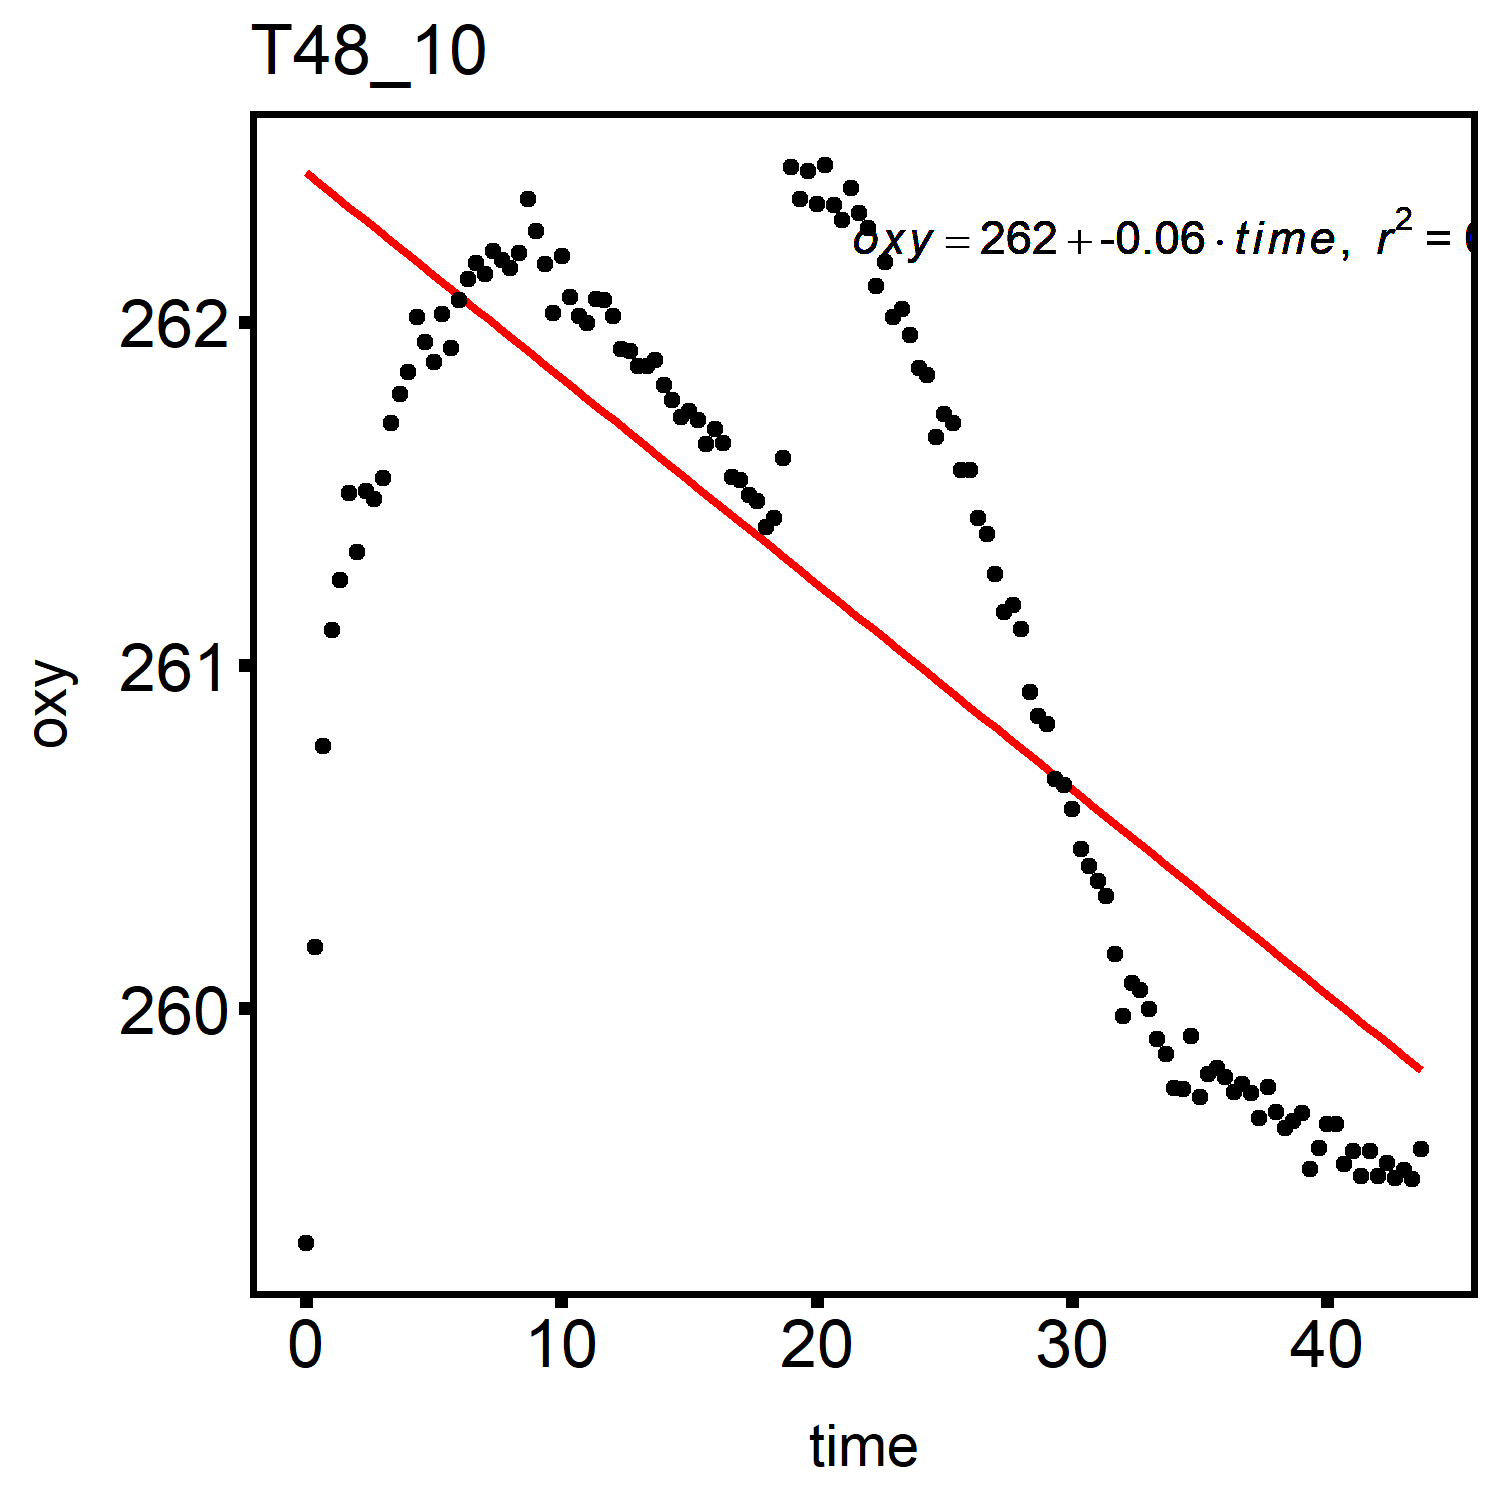 T48_10
oxy = 262 + -0.06 · time, r² =
262
261
260
oxy
0 10 20 30 40
time